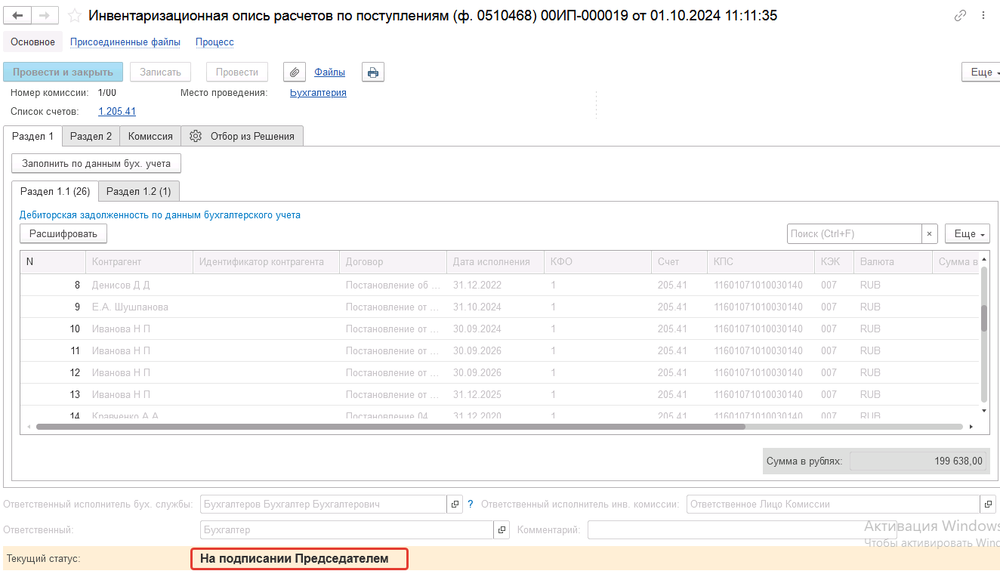 Инвентаризационная опись расчетов по поступлениям (ф. 0510468) 00ИП-000019 от 01.10.2024 11:11:35
Основное Присоединенные файлы Процесс
Провести и закрыть Записать Провести Файлы Еще
Номер комиссии: 1/00 Место проведения: Бухгалтерия
Список счетов: 1.205.41
Раздел 1 Раздел 2 Комиссия Отбор из Решения
Заполнить по данным бух. учета
Раздел 1.1 (26) Раздел 1.2 (1)
Дебиторская задолженность по данным бухгалтерского учета
Расшифровать Поиск (Ctrl+F) × Еще
N Контрагент Идентификатор контрагента Договор Дата исполнения КФО Счет КПС КЭК Валюта Сумма в
8 Денисов Д Д Постановление об ... 31.12.2022 1 205.41 11601071010030140 007 RUB
9 Е.А. Шушпанова Постановление от ... 31.10.2024 1 205.41 11601071010030140 007 RUB
10 Иванова Н П Постановление от ... 30.09.2024 1 205.41 11601071010030140 007 RUB
11 Иванова Н П Постановление от ... 30.09.2026 1 205.41 11601071010030140 007 RUB
12 Иванова Н П Постановление от ... 30.09.2026 1 205.41 11601071010030140 007 RUB
13 Иванова Н П Постановление от ... 31.12.2025 1 205.41 11601071010030140 007 RUB
14 Кравченко А А Постановление 04 ... 31.12.2020 1 205.41 11601071010030140 007 RUB
Сумма в рублях: 199 638,00
Ответственный исполнитель бух. службы: Бухгалтеров Бухгалтер Бухгалтерович ? Ответственный исполнитель инв. комиссии: Ответственное Лицо Комиссии
Ответственный: Бухгалтер Комментарий:
Активация Windows
Чтобы активировать Wind
Текущий статус: На подписании Председателем